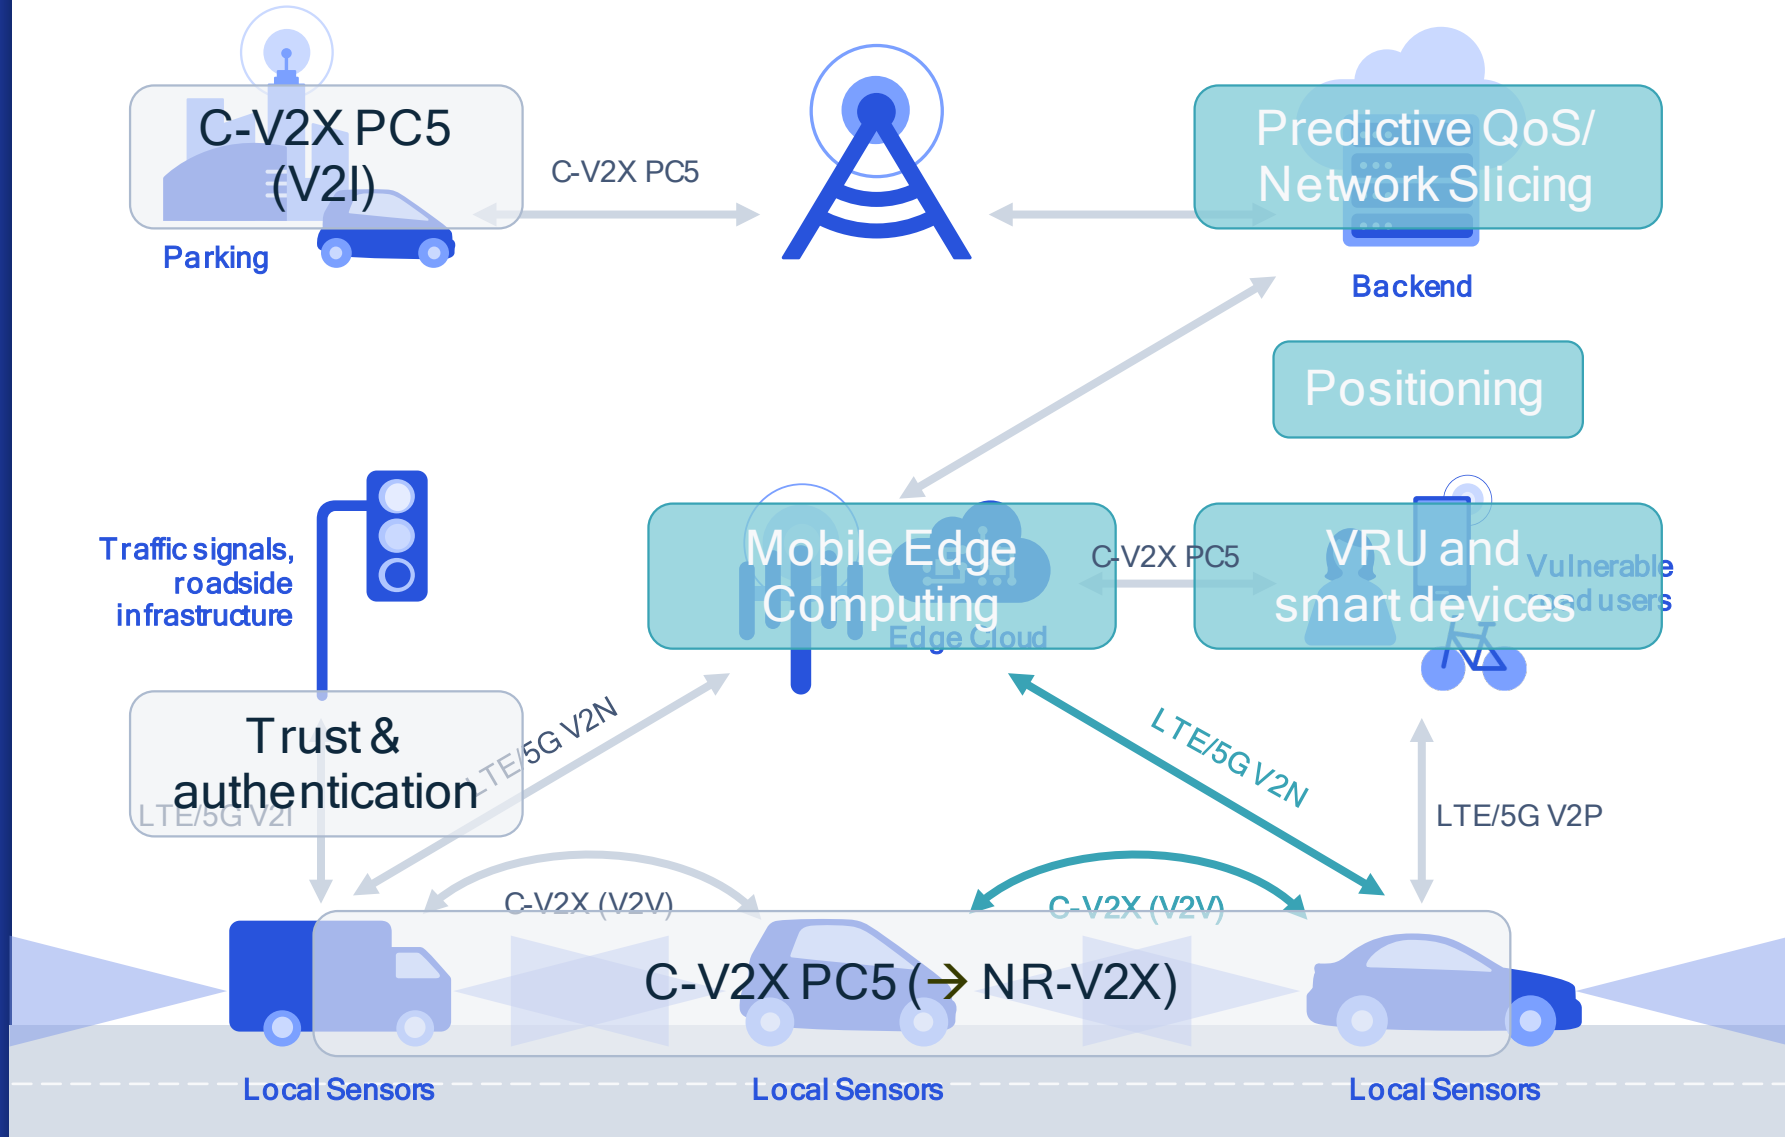 C-V2X PC5
(V2I)
C-V2X PC5
Predictive QoS/
Network Slicing
Parking
Backend
Positioning
Traffic signals,
roadside
infrastructure
Mobile Edge
Computing
Edge Cloud
C-V2X PC5
VRU and
smart devices
Vulnerable
road users
Trust &
authentication
LTE/5G V2I
LTE/5G V2N
LTE/5G V2N
LTE/5G V2P
C-V2X (V2V)
C-V2X (V2V)
C-V2X PC5 (→ NR-V2X)
Local Sensors
Local Sensors
Local Sensors